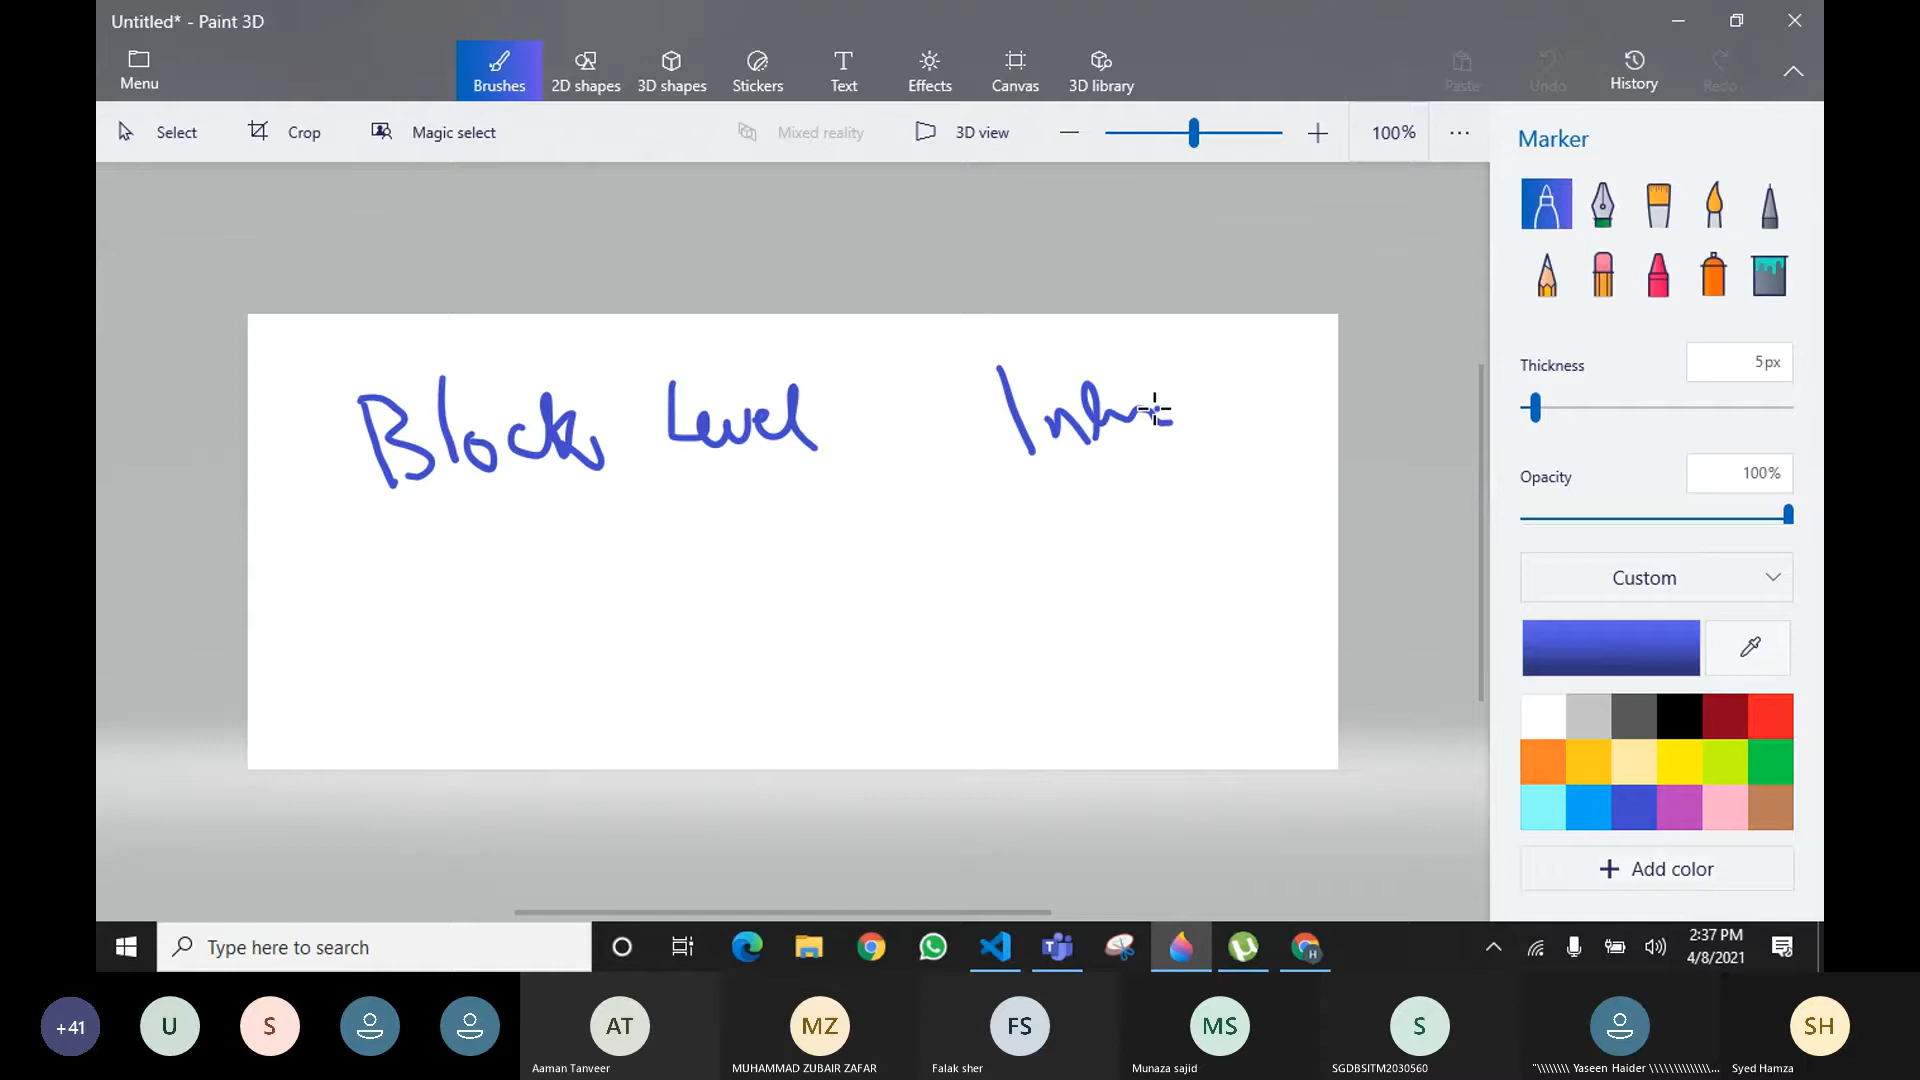 Untitled* - Paint 3D
Menu
Brushes
2D shapes
3D shapes
Stickers
Text
Effects
Canvas
3D library
Paste
Undo
History
Redo
Select
Crop
Magic select
Mixed reality
3D view
100%
Marker
Thickness
5px
Opacity
100%
Custom
Add color
Block Level
Type here to search
2:37 PM
4/8/2021
+41
U
S
AT
MZ
FS
MS
S
SH
Aaman Tanveer
MUHAMMAD ZUBAIR ZAFAR
Falak sher
Munaza sajid
SGDBSITM2030560
Yaseen Haider
Syed Hamza